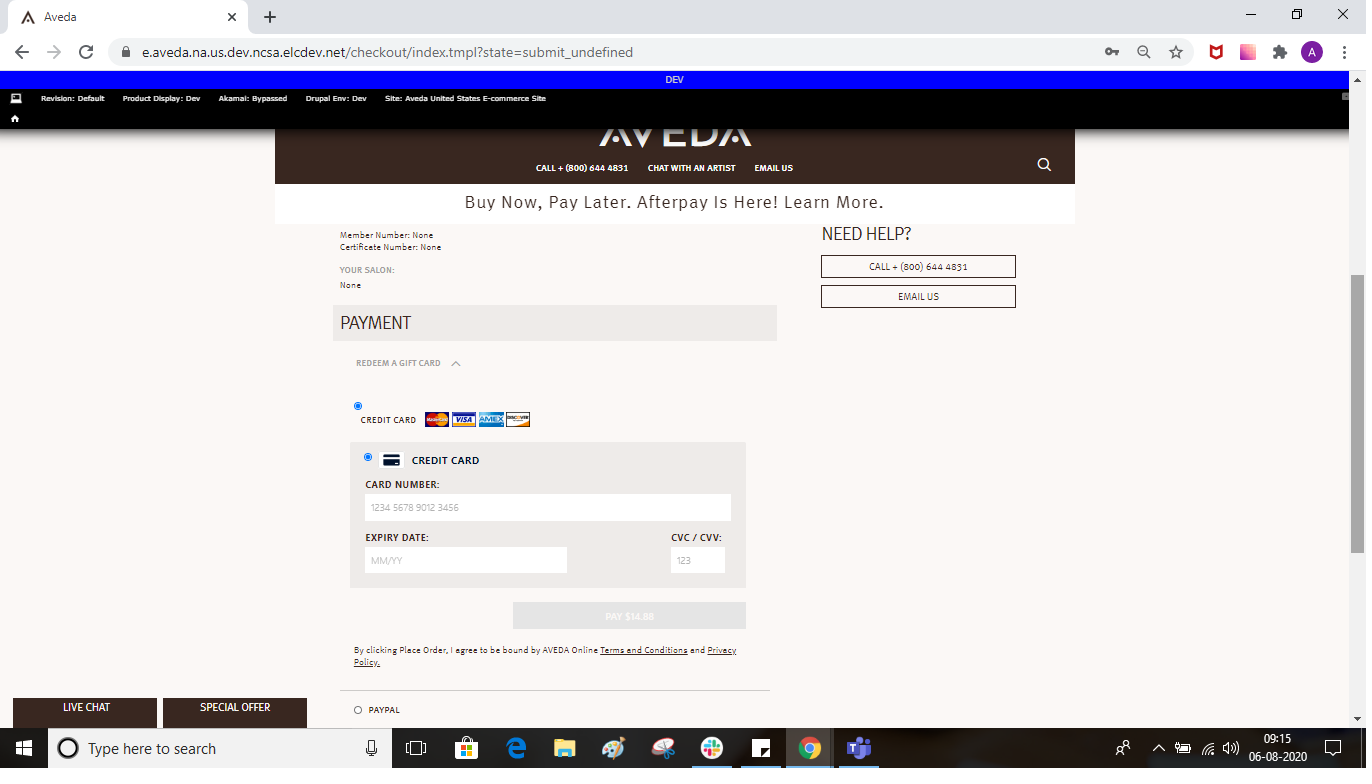 Aveda
e.aveda.na.us.dev.ncsa.elcdev.net/checkout/index.tmpl?state=submit_undefined
A
DEV
Revision: Default Product Display: Dev Akamai: Bypassed Drupal Env: Dev Site: Aveda United States E-commerce Site
AVEDA
CALL + (800) 644 4831 CHAT WITH AN ARTIST EMAIL US
Buy Now, Pay Later. Afterpay Is Here! Learn More.
Member Number: None
Certificate Number: None
YOUR SALON:
None
NEED HELP?
CALL + (800) 644 4831
EMAIL US
PAYMENT
REDEEM A GIFT CARD
CREDIT CARD MasterCard VISA AMEX DISCOVER
CREDIT CARD
CARD NUMBER:
1234 5678 9012 3456
EXPIRY DATE: CVC / CVV:
MM/YY 123
PAY $14.88
By clicking Place Order, I agree to be bound by AVEDA Online Terms and Conditions and Privacy
Policy.
PAYPAL
LIVE CHAT SPECIAL OFFER
Type here to search
09:15
06-08-2020